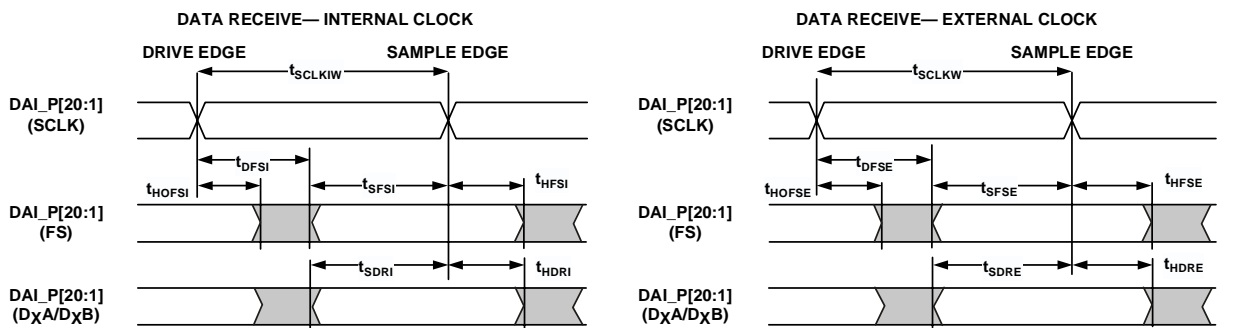 DATA RECEIVE— INTERNAL CLOCK
DRIVE EDGE SAMPLE EDGE
tSCLKIW
DAI_P[20:1]
(SCLK)
tDFSI
tHOFSI
tSFSI
tHFSI
DAI_P[20:1]
(FS)
tSDRI
tHDRI
DAI_P[20:1]
(DXA/DXB)
DATA RECEIVE— EXTERNAL CLOCK
DRIVE EDGE SAMPLE EDGE
tSCLKW
DAI_P[20:1]
(SCLK)
tDFSE
tHOFSE
tSFSE
tHFSE
DAI_P[20:1]
(FS)
tSDRE
tHDRE
DAI_P[20:1]
(DXA/DXB)